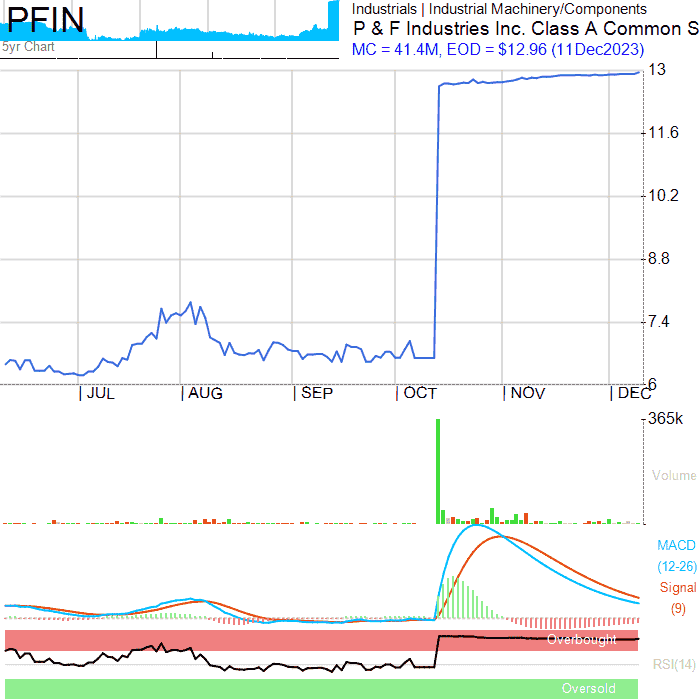 PFIN
5yr Chart
Industrials | Industrial Machinery/Components
P & F Industries Inc. Class A Common S
MC = 41.4M, EOD = $12.96 (11Dec2023)
13
11.6
10.2
8.8
7.4
6
JUL AUG SEP OCT NOV DEC
365k
Volume
MACD
(12-26)
Signal
(9)
Overbought
RSI(14)
Oversold